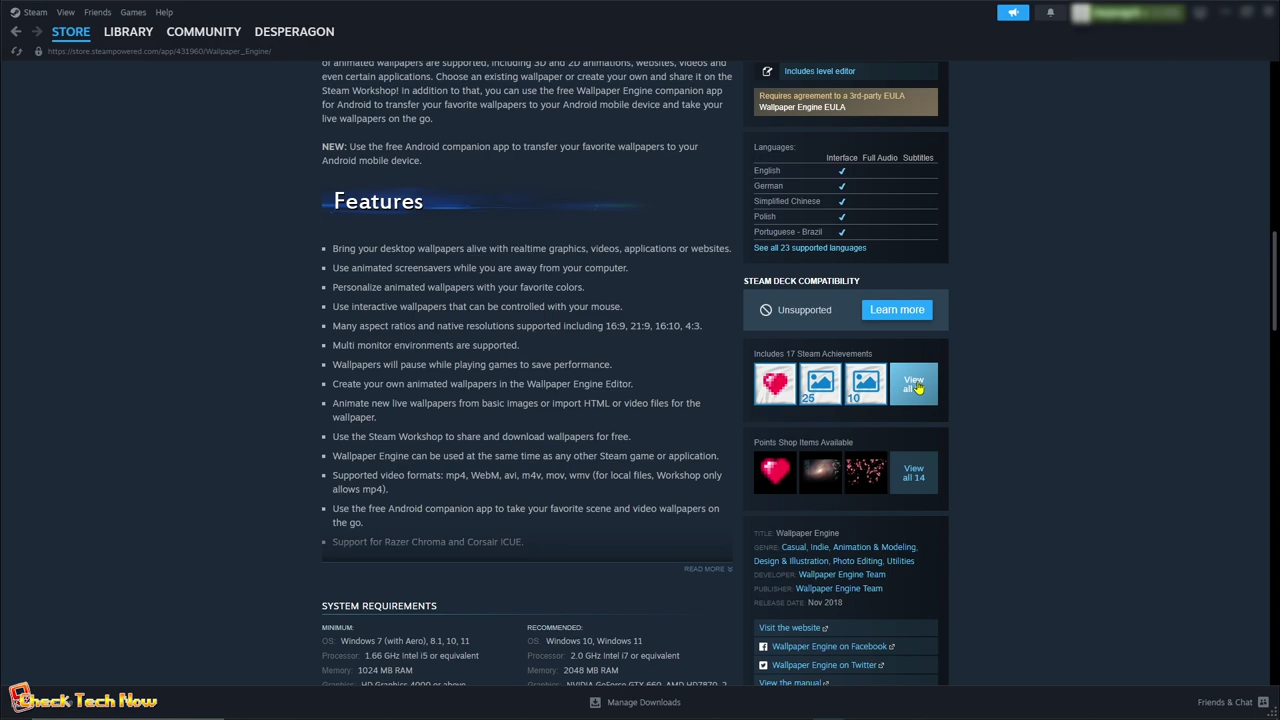 Steam View Friends Games Help
STORE LIBRARY COMMUNITY DESPERAGON
https://store.steampowered.com/app/431960/Wallpaper_Engine/
of animated wallpapers are supported, including 3D and 2D animations, websites, videos and
even certain applications. Choose an existing wallpaper or create your own and share it on the
Steam Workshop! In addition to that, you can use the free Wallpaper Engine companion app
for Android to transfer your favorite wallpapers to your Android mobile device and take your
live wallpapers on the go.
NEW: Use the free Android companion app to transfer your favorite wallpapers to your
Android mobile device.
Features
Bring your desktop wallpapers alive with realtime graphics, videos, applications or websites.
Use animated screensavers while you are away from your computer.
Personalize animated wallpapers with your favorite colors.
Use interactive wallpapers that can be controlled with your mouse.
Many aspect ratios and native resolutions supported including 16:9, 21:9, 16:10, 4:3.
Multi monitor environments are supported.
Wallpapers will pause while playing games to save performance.
Create your own animated wallpapers in the Wallpaper Engine Editor.
Animate new live wallpapers from basic images or import HTML or video files for the
wallpaper.
Use the Steam Workshop to share and download wallpapers for free.
Wallpaper Engine can be used at the same time as any other Steam game or application.
Supported video formats: mp4, WebM, avi, m4v, mov, wmv (for local files, Workshop only
allows mp4).
Use the free Android companion app to take your favorite scene and video wallpapers on
the go.
Support for Razer Chroma and Corsair iCUE.
READ MORE
SYSTEM REQUIREMENTS
MINIMUM:
OS: Windows 7 (with Aero), 8.1, 10, 11
Processor: 1.66 GHz Intel i5 or equivalent
Memory: 1024 MB RAM
Graphics: HD Graphics 4000 or above
RECOMMENDED:
OS: Windows 10, Windows 11
Processor: 2.0 GHz Intel i7 or equivalent
Memory: 2048 MB RAM
Graphics: NVIDIA GeForce GTX 660, AMD HD7870, 2
Includes level editor
Requires agreement to a 3rd-party EULA
Wallpaper Engine EULA
Languages:
Interface Full Audio Subtitles
English
German
Simplified Chinese
Polish
Portuguese - Brazil
See all 23 supported languages
STEAM DECK COMPATIBILITY
Unsupported Learn more
Includes 17 Steam Achievements
25 10 View
all
Points Shop Items Available
View
all 14
TITLE: Wallpaper Engine
GENRE: Casual, Indie, Animation & Modeling,
Design & Illustration, Photo Editing, Utilities
DEVELOPER: Wallpaper Engine Team
PUBLISHER: Wallpaper Engine Team
RELEASE DATE: Nov 2018
Visit the website
Wallpaper Engine on Facebook
Wallpaper Engine on Twitter
View the manual
Check Tech Now
Manage Downloads
Friends & Chat